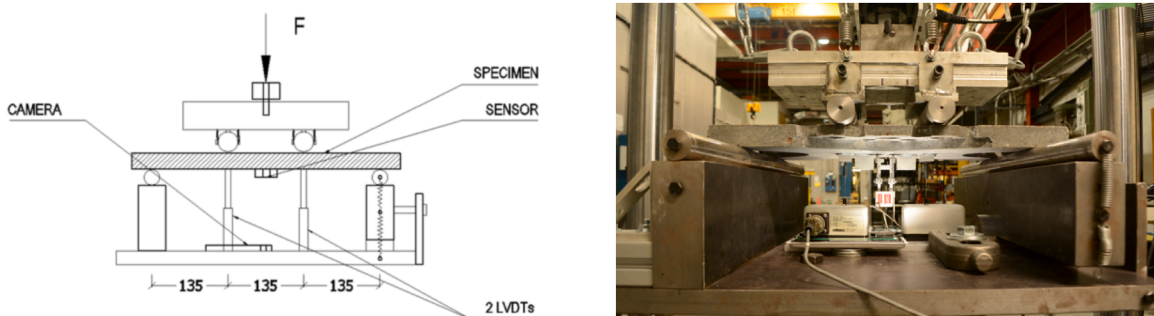 F
SPECIMEN
CAMERA
SENSOR
135 135 135
2 LVDTs